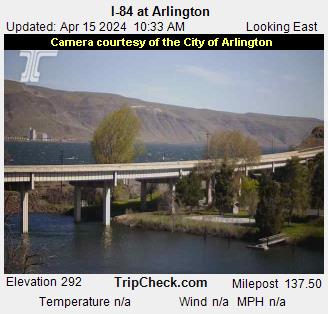 I-84 at Arlington
Updated: Apr 15 2024 10:33 AM Looking East
Camera courtesy of the City of Arlington
Elevation 292 TripCheck.com Milepost 137.50
Temperature n/a Wind n/a MPH n/a